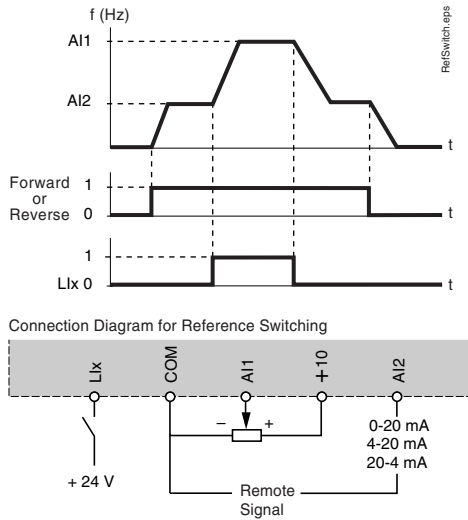 f (Hz)
AI1
AI2
t
RefSwitch.eps
Forward
or
Reverse
1
0
t
1
LIx 0
t
Connection Diagram for Reference Switching
LIx
COM
AI1
+10
AI2
– +
0-20 mA
4-20 mA
20-4 mA
+ 24 V
Remote
Signal